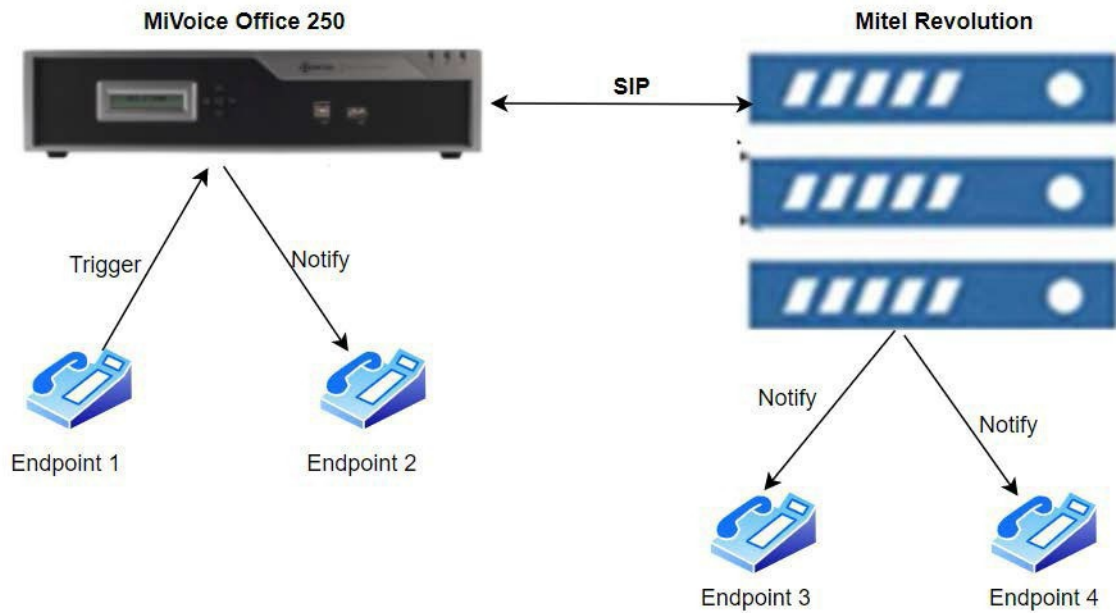 MiVoice Office 250
Mitel Revolution
SIP
Trigger
Notify
Endpoint 1
Endpoint 2
Notify
Notify
Endpoint 3
Endpoint 4